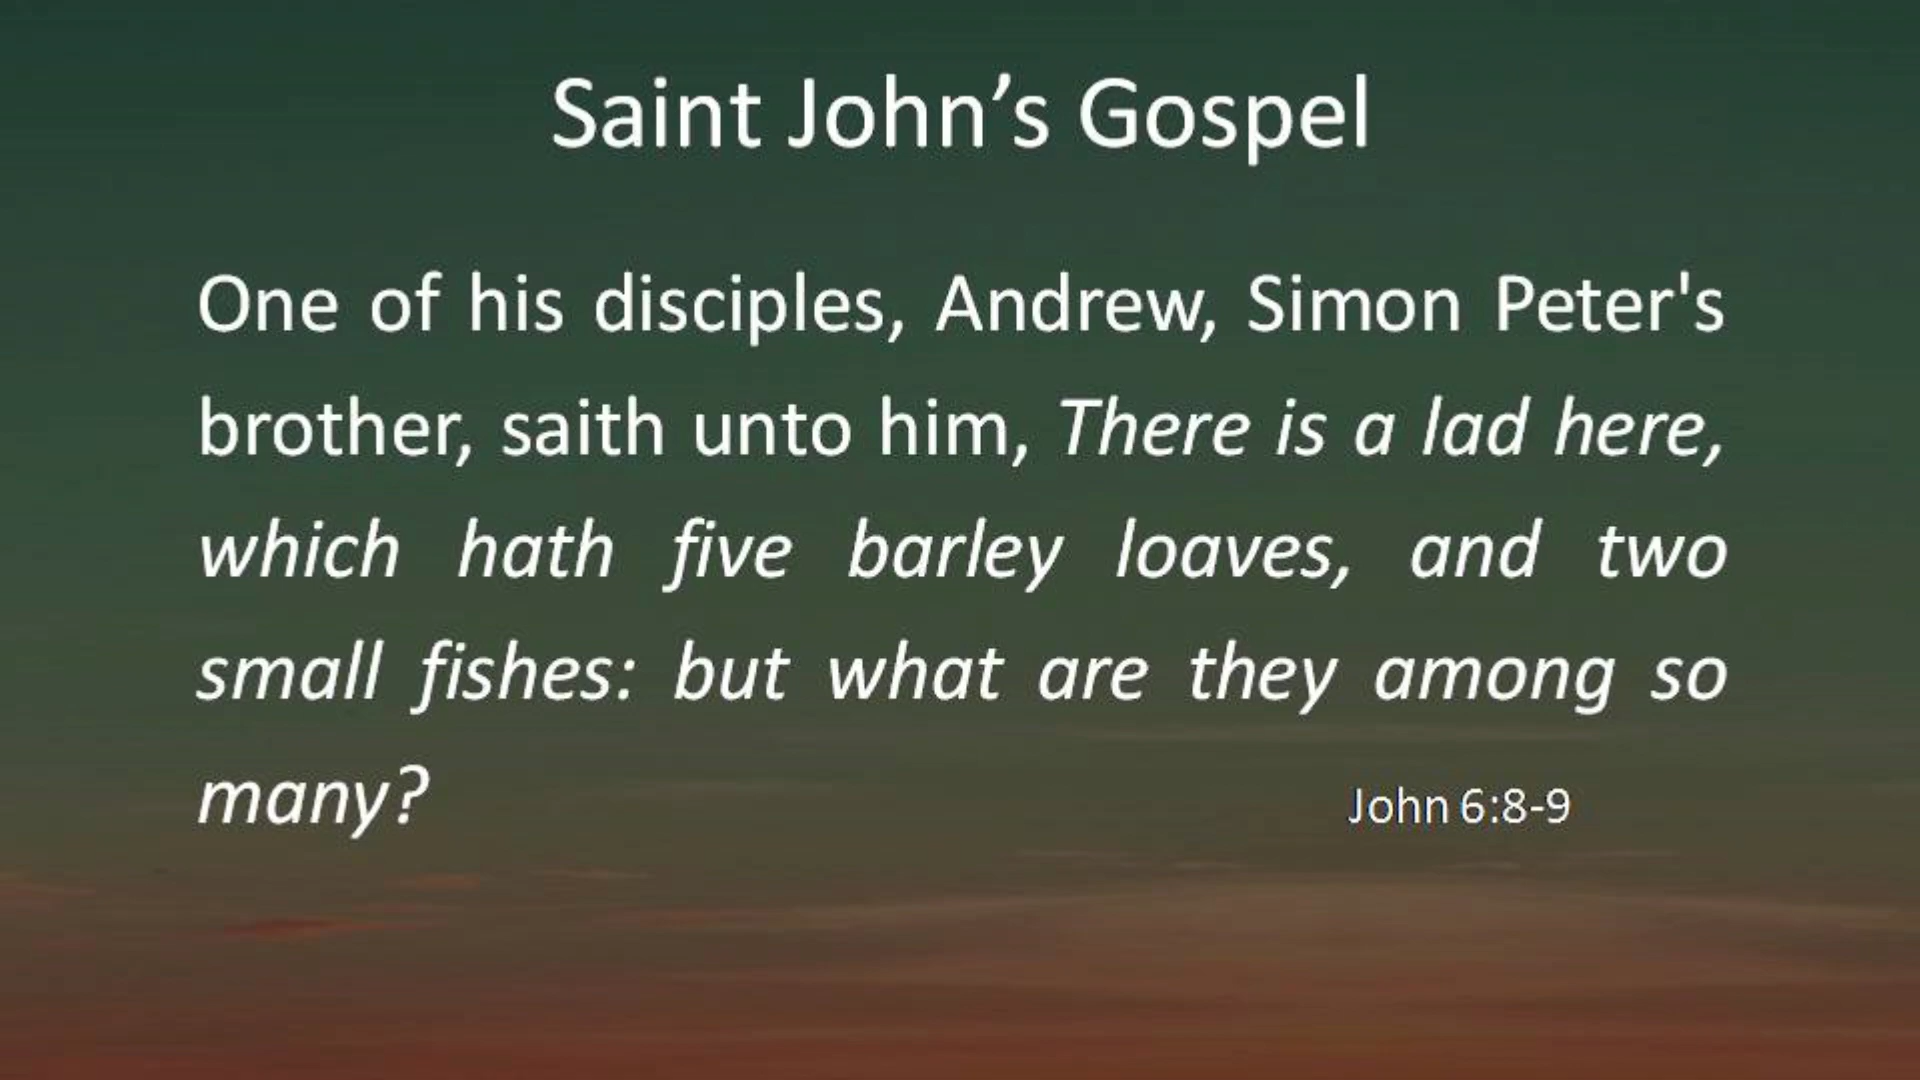 Saint John’s Gospel
One of his disciples, Andrew, Simon Peter's
brother, saith unto him, There is a lad here,
which hath five barley loaves, and two
small fishes: but what are they among so
many?
John 6:8-9